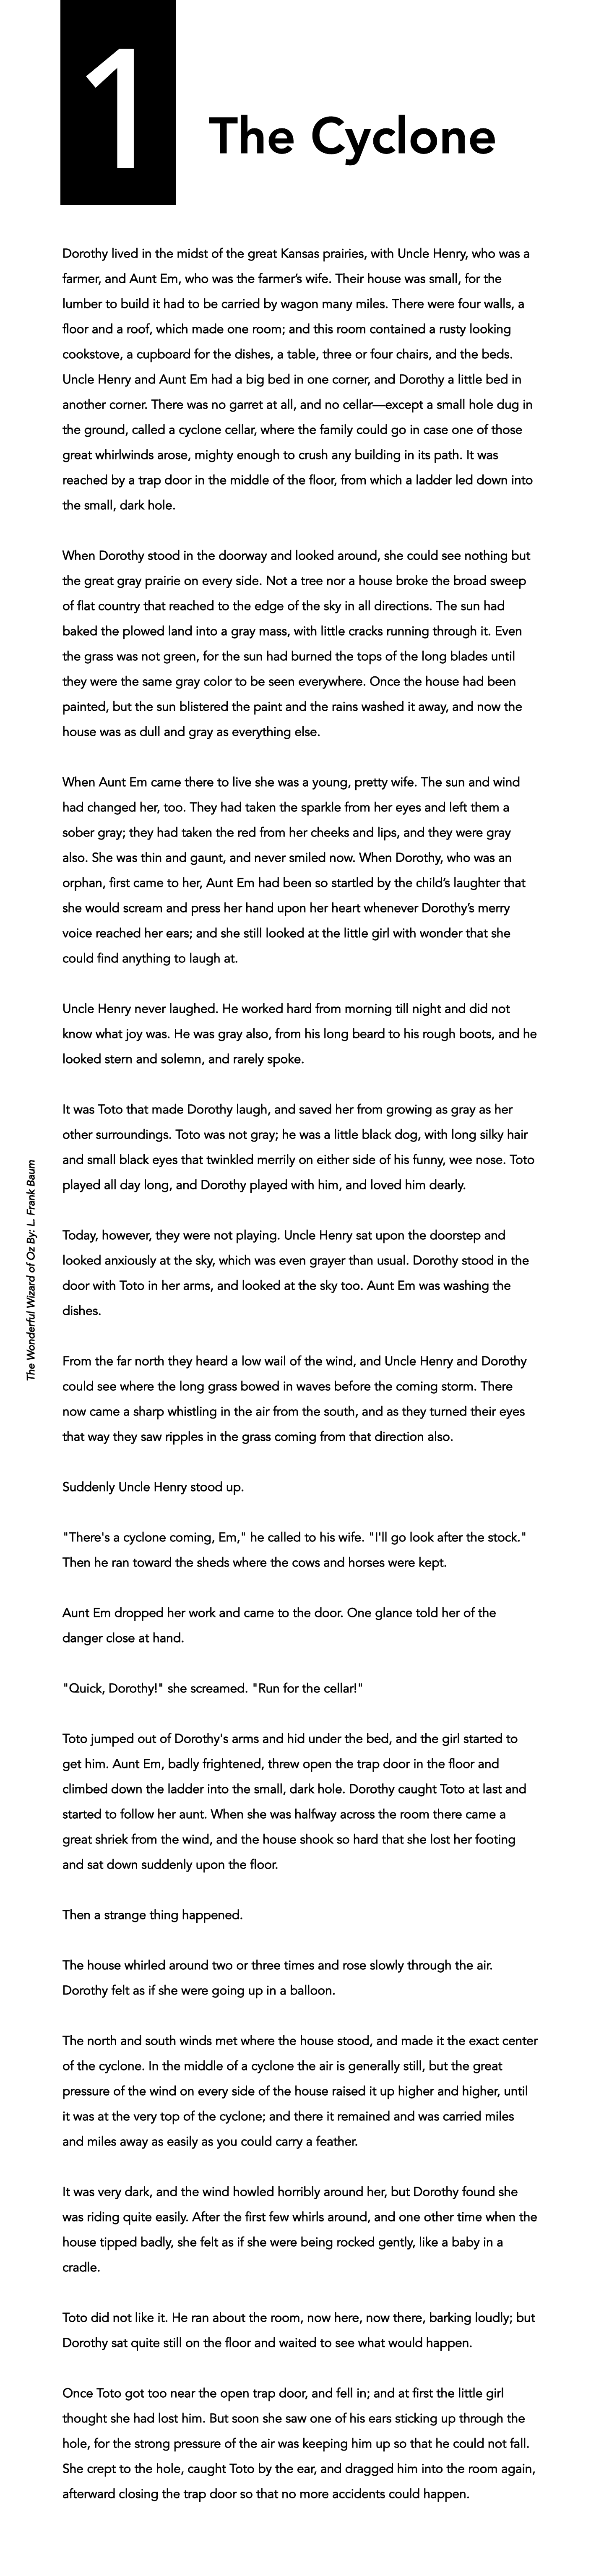 1
The Cyclone
Dorothy lived in the midst of the great Kansas prairies, with Uncle Henry, who was a
farmer, and Aunt Em, who was the farmer’s wife. Their house was small, for the
lumber to build it had to be carried by wagon many miles. There were four walls, a
floor and a roof, which made one room; and this room contained a rusty looking
cookstove, a cupboard for the dishes, a table, three or four chairs, and the beds.
Uncle Henry and Aunt Em had a big bed in one corner, and Dorothy a little bed in
another corner. There was no garret at all, and no cellar—except a small hole dug in
the ground, called a cyclone cellar, where the family could go in case one of those
great whirlwinds arose, mighty enough to crush any building in its path. It was
reached by a trap door in the middle of the floor, from which a ladder led down into
the small, dark hole.
When Dorothy stood in the doorway and looked around, she could see nothing but
the great gray prairie on every side. Not a tree nor a house broke the broad sweep
of flat country that reached to the edge of the sky in all directions. The sun had
baked the plowed land into a gray mass, with little cracks running through it. Even
the grass was not green, for the sun had burned the tops of the long blades until
they were the same gray color to be seen everywhere. Once the house had been
painted, but the sun blistered the paint and the rains washed it away, and now the
house was as dull and gray as everything else.
When Aunt Em came there to live she was a young, pretty wife. The sun and wind
had changed her, too. They had taken the sparkle from her eyes and left them a
sober gray; they had taken the red from her cheeks and lips, and they were gray
also. She was thin and gaunt, and never smiled now. When Dorothy, who was an
orphan, first came to her, Aunt Em had been so startled by the child’s laughter that
she would scream and press her hand upon her heart whenever Dorothy’s merry
voice reached her ears; and she still looked at the little girl with wonder that she
could find anything to laugh at.
Uncle Henry never laughed. He worked hard from morning till night and did not
know what joy was. He was gray also, from his long beard to his rough boots, and he
looked stern and solemn, and rarely spoke.
It was Toto that made Dorothy laugh, and saved her from growing as gray as her
other surroundings. Toto was not gray; he was a little black dog, with long silky hair
and small black eyes that twinkled merrily on either side of his funny, wee nose. Toto
played all day long, and Dorothy played with him, and loved him dearly.
Today, however, they were not playing. Uncle Henry sat upon the doorstep and
looked anxiously at the sky, which was even grayer than usual. Dorothy stood in the
door with Toto in her arms, and looked at the sky too. Aunt Em was washing the
dishes.
From the far north they heard a low wail of the wind, and Uncle Henry and Dorothy
could see where the long grass bowed in waves before the coming storm. There
now came a sharp whistling in the air from the south, and as they turned their eyes
that way they saw ripples in the grass coming from that direction also.
Suddenly Uncle Henry stood up.
"There's a cyclone coming, Em," he called to his wife. "I'll go look after the stock."
Then he ran toward the sheds where the cows and horses were kept.
Aunt Em dropped her work and came to the door. One glance told her of the
danger close at hand.
"Quick, Dorothy!" she screamed. "Run for the cellar!"
Toto jumped out of Dorothy's arms and hid under the bed, and the girl started to
get him. Aunt Em, badly frightened, threw open the trap door in the floor and
climbed down the ladder into the small, dark hole. Dorothy caught Toto at last and
started to follow her aunt. When she was halfway across the room there came a
great shriek from the wind, and the house shook so hard that she lost her footing
and sat down suddenly upon the floor.
Then a strange thing happened.
The house whirled around two or three times and rose slowly through the air.
Dorothy felt as if she were going up in a balloon.
The north and south winds met where the house stood, and made it the exact center
of the cyclone. In the middle of a cyclone the air is generally still, but the great
pressure of the wind on every side of the house raised it up higher and higher, until
it was at the very top of the cyclone; and there it remained and was carried miles
and miles away as easily as you could carry a feather.
It was very dark, and the wind howled horribly around her, but Dorothy found she
was riding quite easily. After the first few whirls around, and one other time when the
house tipped badly, she felt as if she were being rocked gently, like a baby in a
cradle.
Toto did not like it. He ran about the room, now here, now there, barking loudly; but
Dorothy sat quite still on the floor and waited to see what would happen.
Once Toto got too near the open trap door, and fell in; and at first the little girl
thought she had lost him. But soon she saw one of his ears sticking up through the
hole, for the strong pressure of the air was keeping him up so that he could not fall.
She crept to the hole, caught Toto by the ear, and dragged him into the room again,
afterward closing the trap door so that no more accidents could happen.
The Wonderful Wizard of Oz By: L. Frank Baum